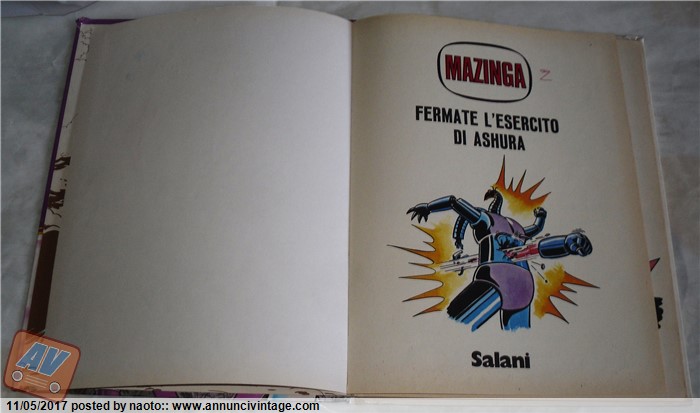 MAZINGA Z
FERMATE L'ESERCITO
DI ASHURA
Salani
AV
11/05/2017 posted by naoto:: www.annuncivintage.com